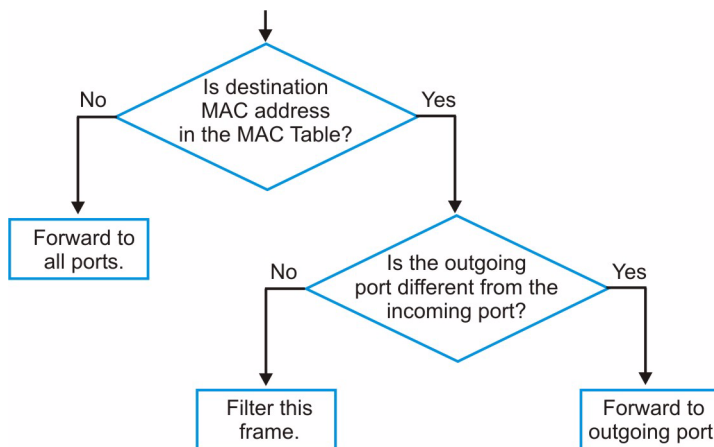 Is destination
MAC address
in the MAC Table?
No
Yes
Forward to
all ports.
Is the outgoing
port different from the
incoming port?
No
Yes
Filter this
frame.
Forward to
outgoing port